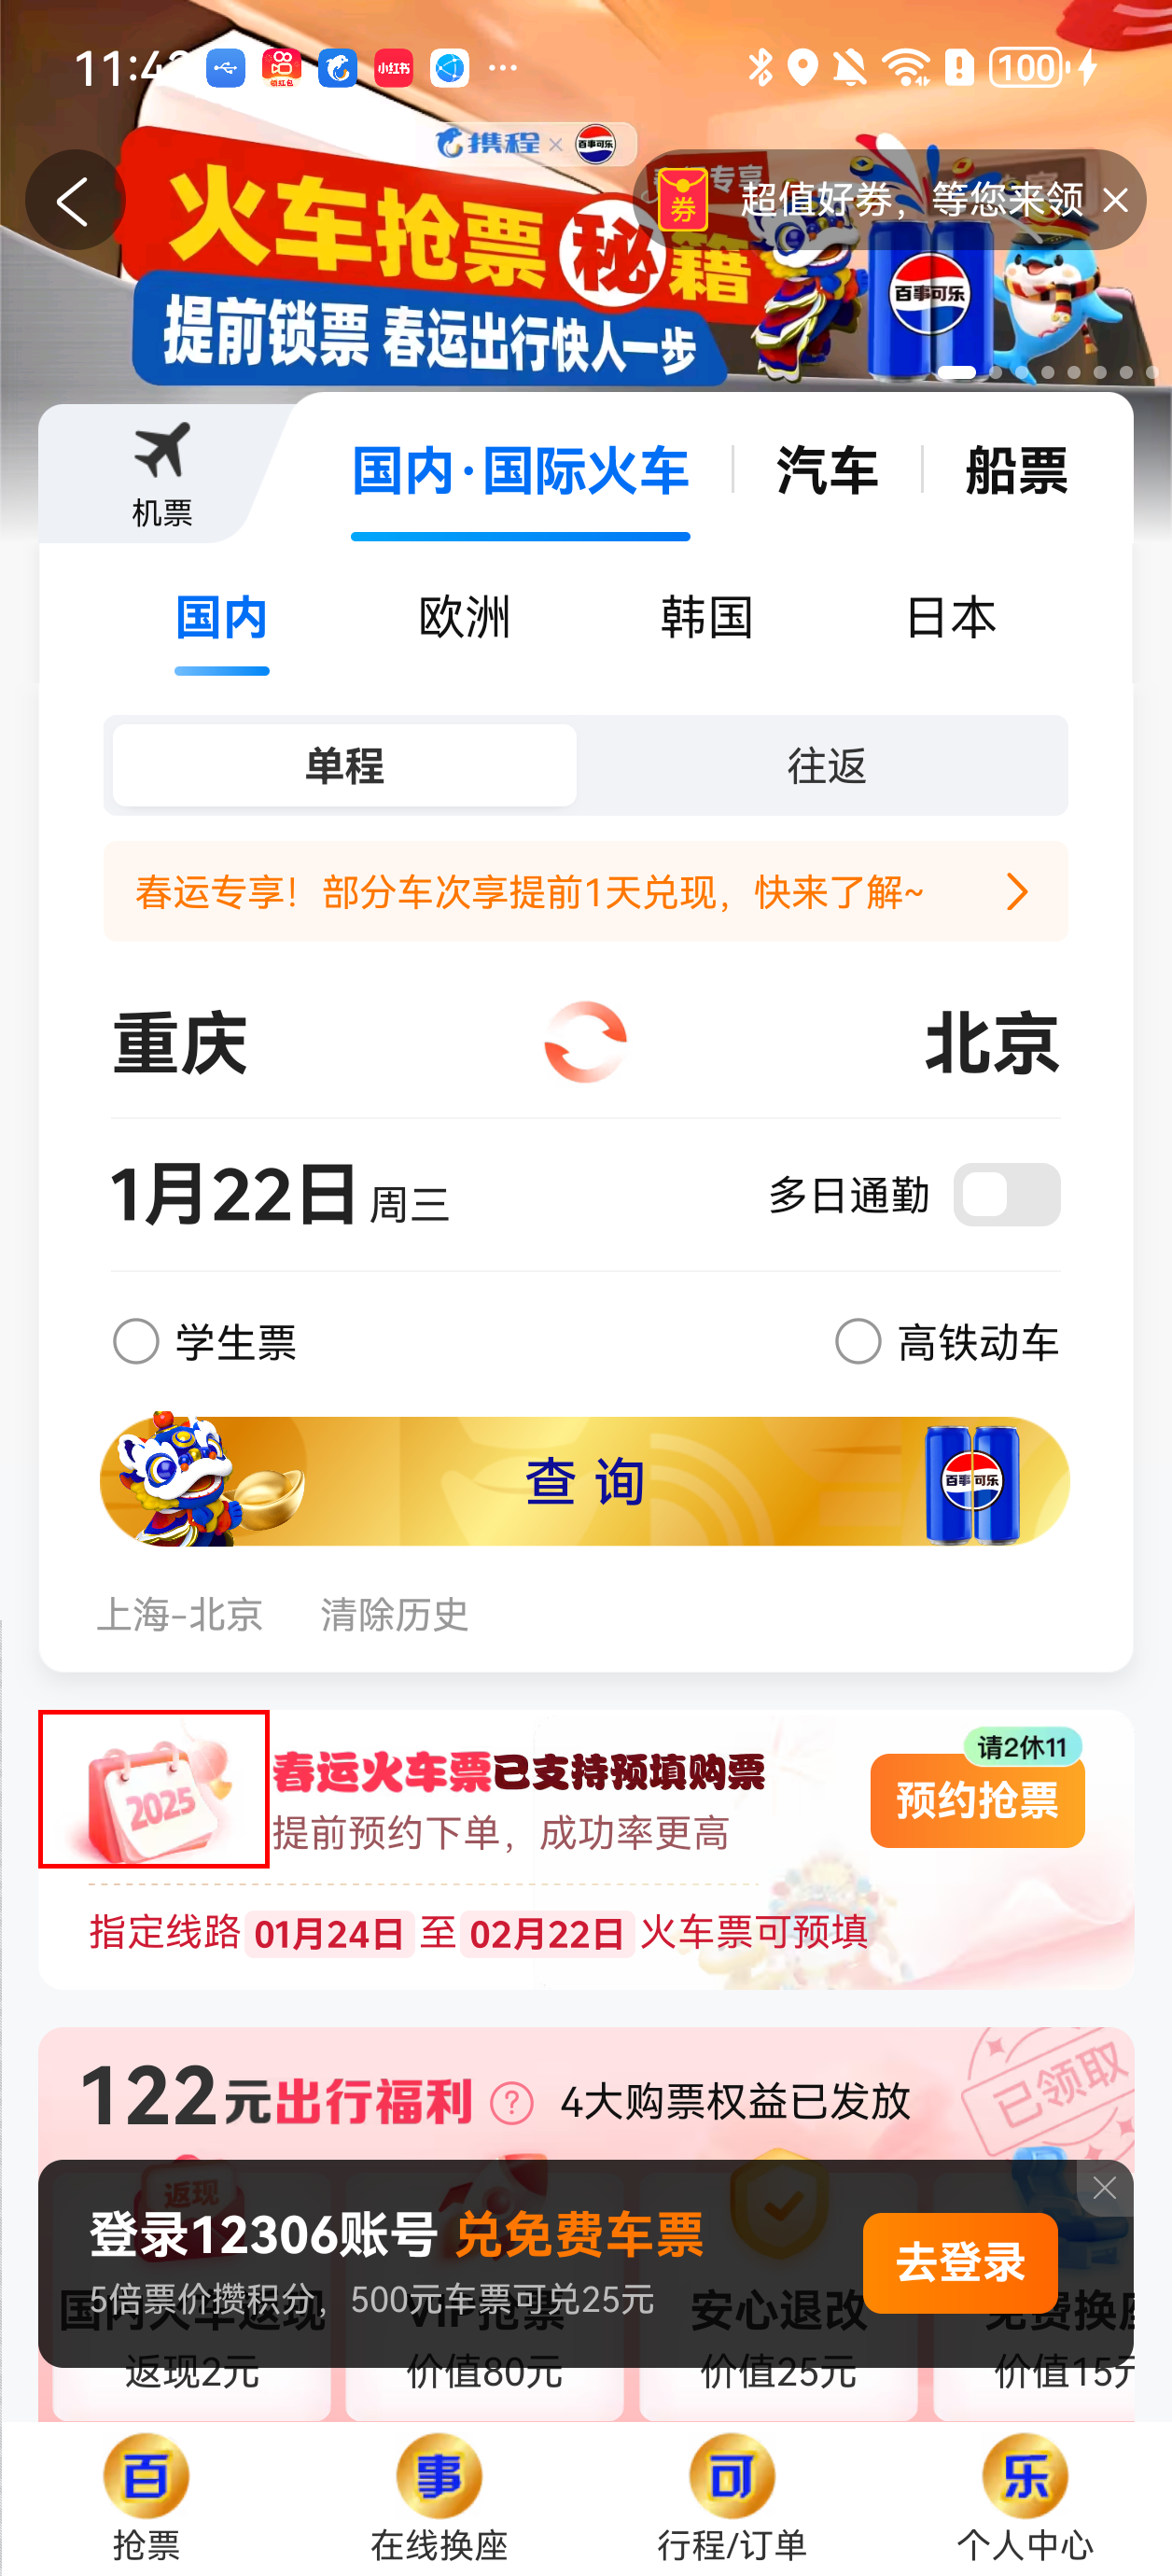 11:42
领红包
小红书
100
携程 × 百事可乐
火车抢票秘籍
专享
券
超值好券，等您来领
提前锁票 春运出行快人一步
百事可乐
机票
国内·国际火车
汽车
船票
国内
欧洲
韩国
日本
单程
往返
春运专享！部分车次享提前1天兑现，快来了解~
重庆
北京
1月22日 周三
多日通勤
学生票
高铁动车
查询
百事可乐
上海-北京
清除历史
2025
春运火车票已支持预填购票
请2休11
预约抢票
提前预约下单，成功率更高
指定线路 01月24日 至 02月22日 火车票可预填
122元出行福利 ? 4大购票权益已发放
已领取
返现
登录12306账号 兑免费车票
去登录
5倍票价攒积分，500元车票可兑25元
国内火车返现
VIP抢票
安心退改
免费换座
返现2元
价值80元
价值25元
价值15元
百
事
可
乐
抢票
在线换座
行程/订单
个人中心